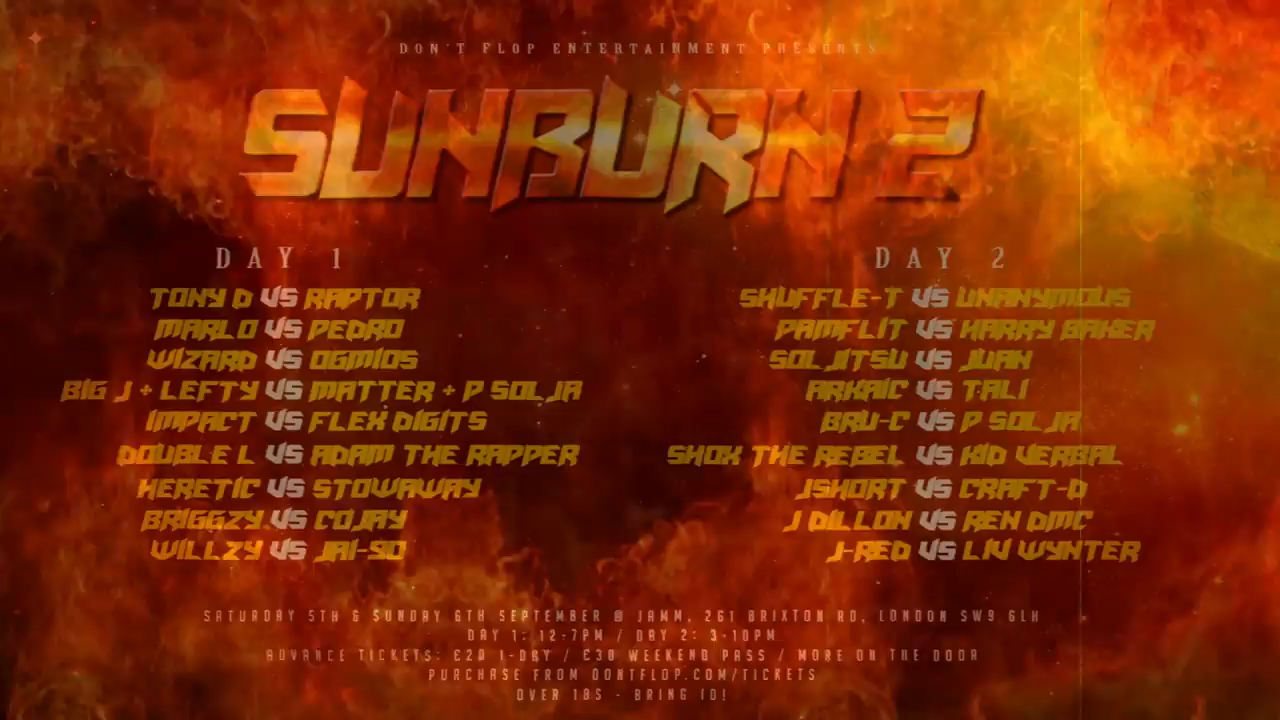 DON'T FLOP ENTERTAINMENT PRESENTS
SUNBURN 2
DAY 1
TONY D VS RAPTOR
MARLO VS PEDRO
WIZARD VS OGMIOS
BIG J + LEFTY VS MATTER + P SOLJA
IMPACT VS FLEX DIGITS
DOUBLE L VS ADAM THE RAPPER
HERETIC VS STOWAWAY
BRIGGZY VS COJAY
WILLZY VS JAI-SO
DAY 2
SHUFFLE-T VS UNANYMOUS
PAMFLIT VS HARRY BAKER
SOLJITSU VS JUAN
ARKAIC VS T.ALI
BRU-C VS P SOLJA
SHOX THE REBEL VS KID VERBAL
JSHORT VS CRAFT-D
J DILLON VS REN DMC
J-RED VS LIV WYNTER
SATURDAY 5TH & SUNDAY 6TH SEPTEMBER @ JAMM, 261 BRIXTON RD, LONDON SW9 6LH
DAY 1: 12-7PM / DAY 2: 3-10PM
ADVANCE TICKETS: £20 1-DAY / £30 WEEKEND PASS / MORE ON THE DOOR
PURCHASE FROM DONTFLOP.COM/TICKETS
OVER 18S - BRING ID!